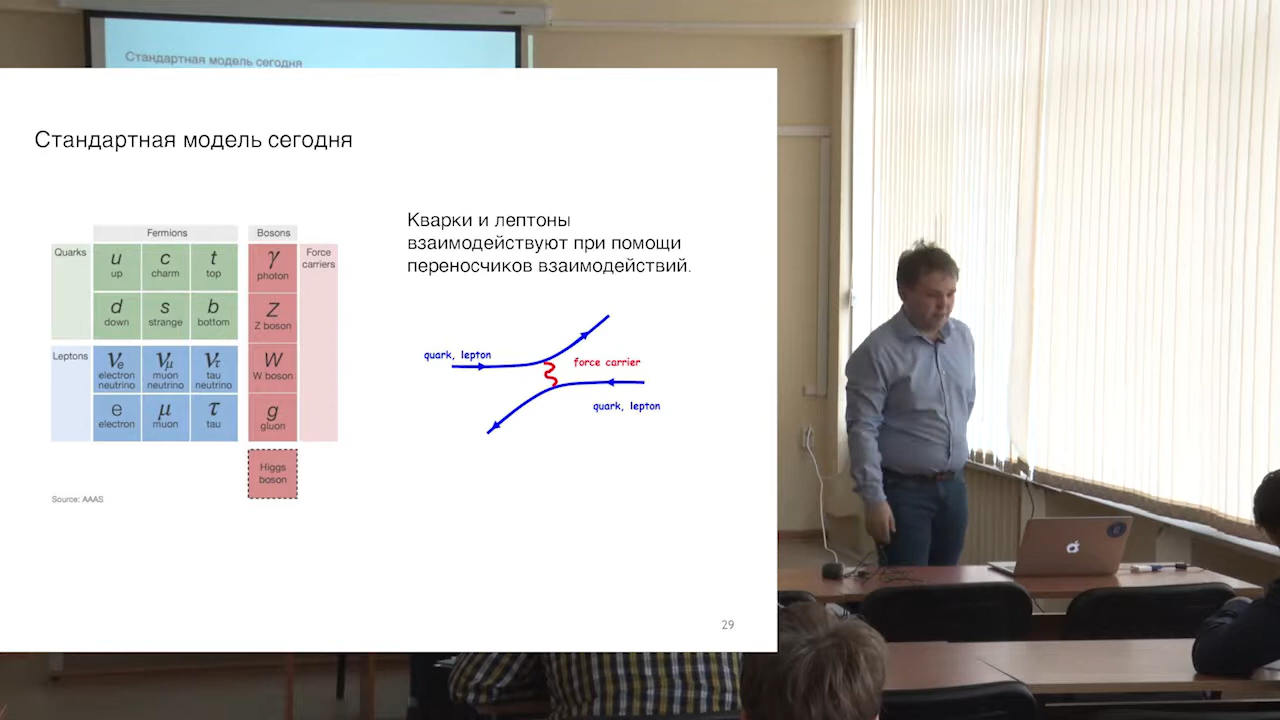 Стандартная модель сегодня
Стандартная модель сегодня
Кварки и лептоны
взаимодействуют при помощи
переносчиков взаимодействий.
Fermions
Bosons
Quarks
u
up
c
charm
t
top
γ
photon
Force
carriers
d
down
s
strange
b
bottom
Z
Z boson
Leptons
νe
electron
neutrino
νμ
muon
neutrino
ντ
tau
neutrino
W
W boson
e
electron
μ
muon
τ
tau
g
gluon
Higgs
boson
Source: AAAS
quark, lepton
force carrier
quark, lepton
29